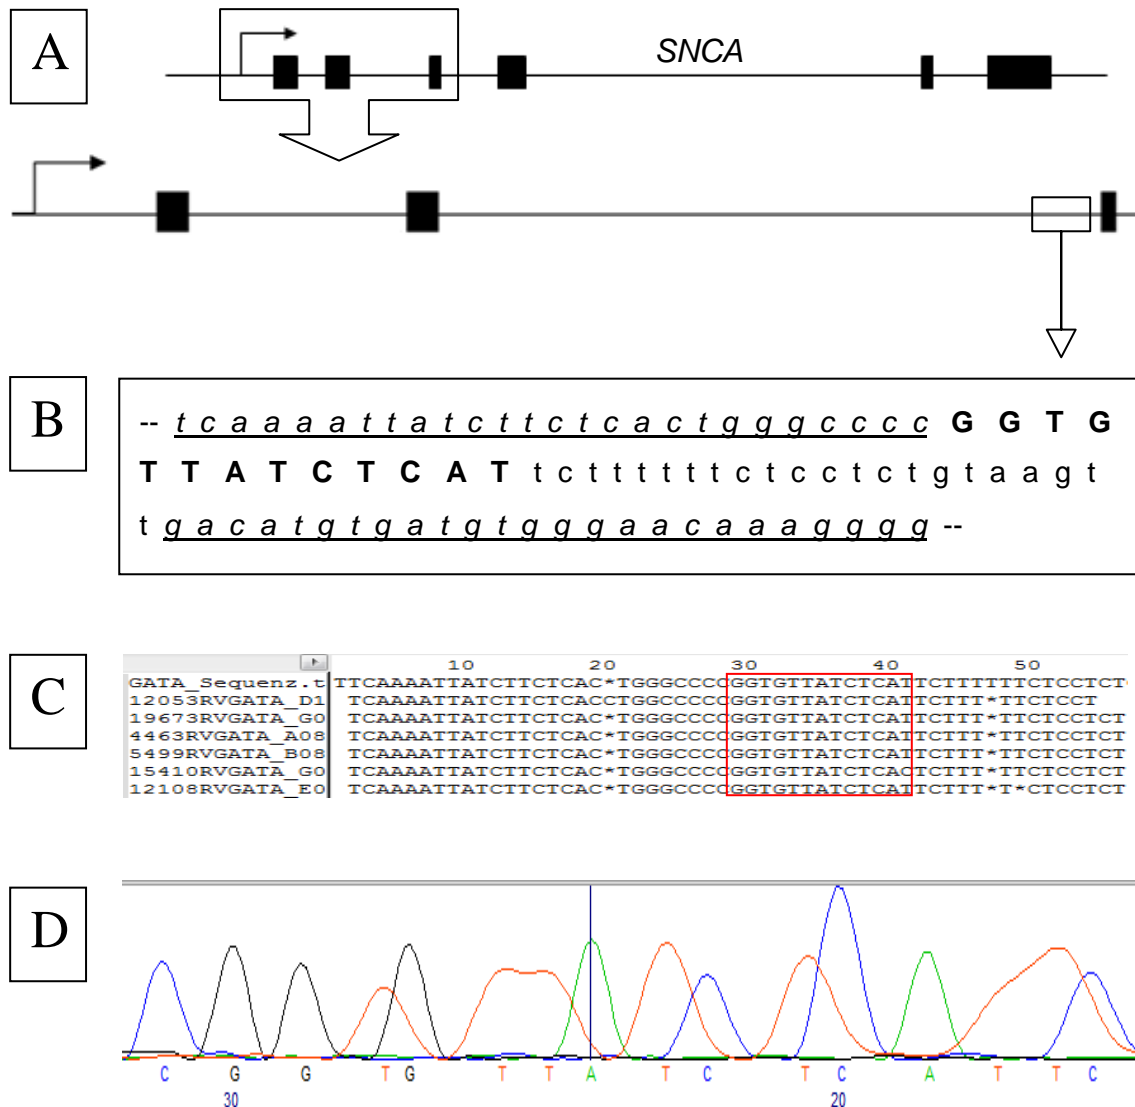 A
SNCA
B
-- t c a a a a t t a t c t t c t c a c t g g g c c c c G G T G
T T A T C T C A T t c t t t t t t c t c c t c t g t a a g t
t g a c a t g t g a t g t g g g a a c a a a g g g g --
C
10 20 30 40 50
GATA_Sequenz.t TTCAAAATTATCTTCTCAC*TGGGCCCCGGTGTTATCTCATTCTTTTTTCTCCTCT
12053RVGATA_D1 TCAAAATTATCTTCTCACCTGGGCCCCGGTGTTATCTCATTCTTT*TTCTCCT
19673RVGATA_G0 TCAAAATTATCTTCTCAC*TGGGCCCCGGTGTTATCTCATTCTTT*TTCTCCTCT
4463RVGATA_A08 TCAAAATTATCTTCTCAC*TGGGCCCCGGTGTTATCTCATTCTTT*TTCTCCTCT
5499RVGATA_B08 TCAAAATTATCTTCTCAC*TGGGCCCCGGTGTTATCTCATTCTTT*TTCTCCTCT
15410RVGATA_G0 TCAAAATTATCTTCTCAC*TGGGCCCCGGTGTTATCTCACTCTTT*TTCTCCTCT
12108RVGATA_E0 TCAAAATTATCTTCTCAC*TGGGCCCCGGTGTTATCTCATTCTTT*T*CTCCTCT
D
C G G T G T T A T C T C A T T C
30 20